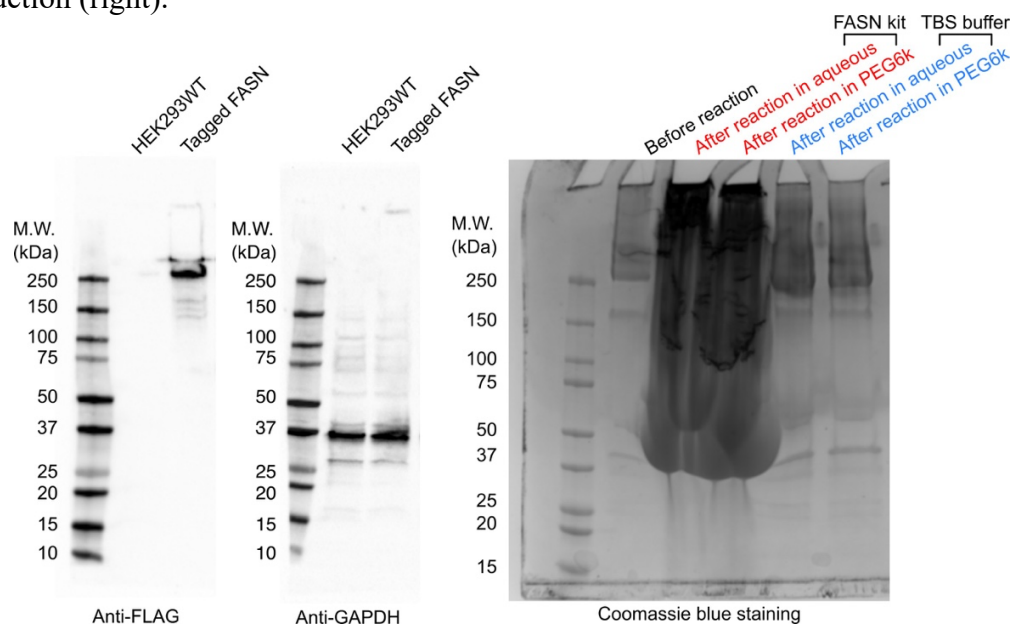 uction (right).
FASN kit
TBS buffer
HEK293WT
Tagged FASN
HEK293WT
Tagged FASN
Before reaction
After reaction in aqueous
After reaction in PEG6k
After reaction in aqueous
After reaction in PEG6k
M.W.
(kDa)
250
150
100
75
50
37
25
20
15
10
Anti-FLAG
M.W.
(kDa)
250
150
100
75
50
37
25
20
15
10
Anti-GAPDH
M.W.
(kDa)
250
150
100
75
50
37
25
20
15
Coomassie blue staining